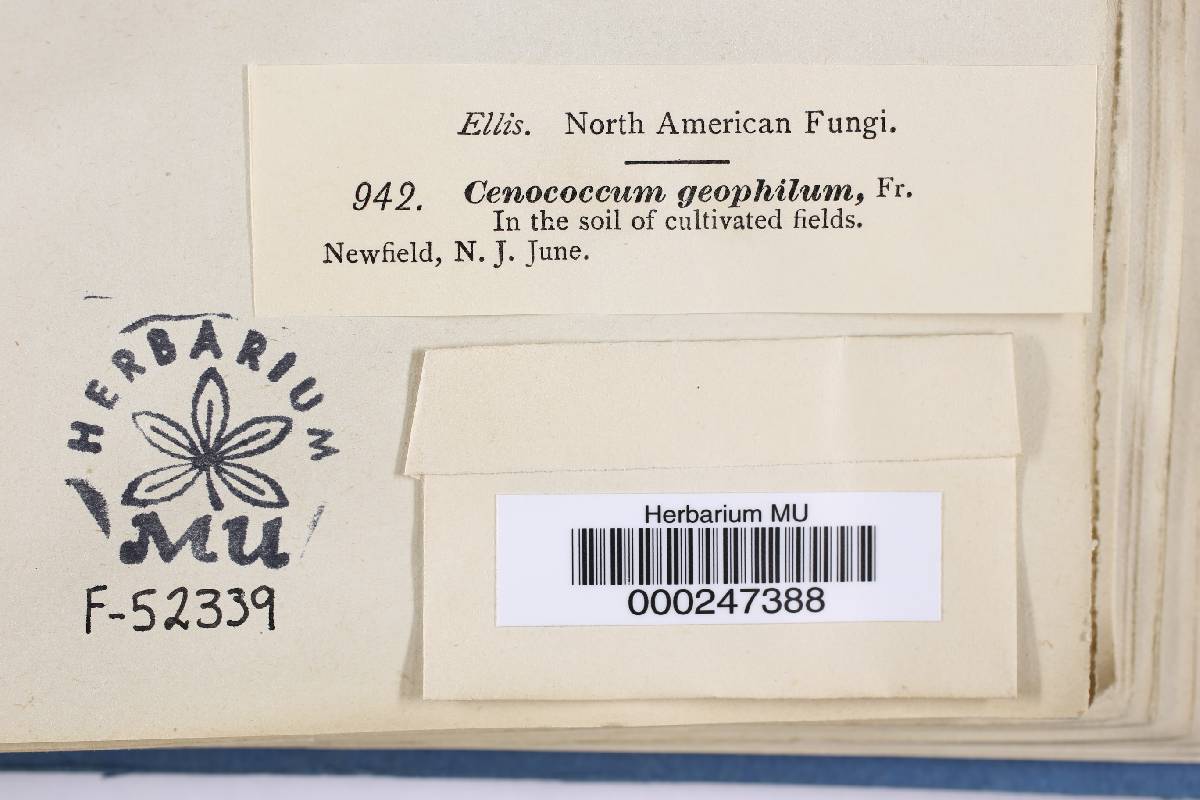 Ellis. North American Fungi.
942. Cenococcum geophilum, Fr.
In the soil of cultivated fields.
Newfield, N. J. June.
HERBARIUM
MU
F-52339
Herbarium MU
000247388